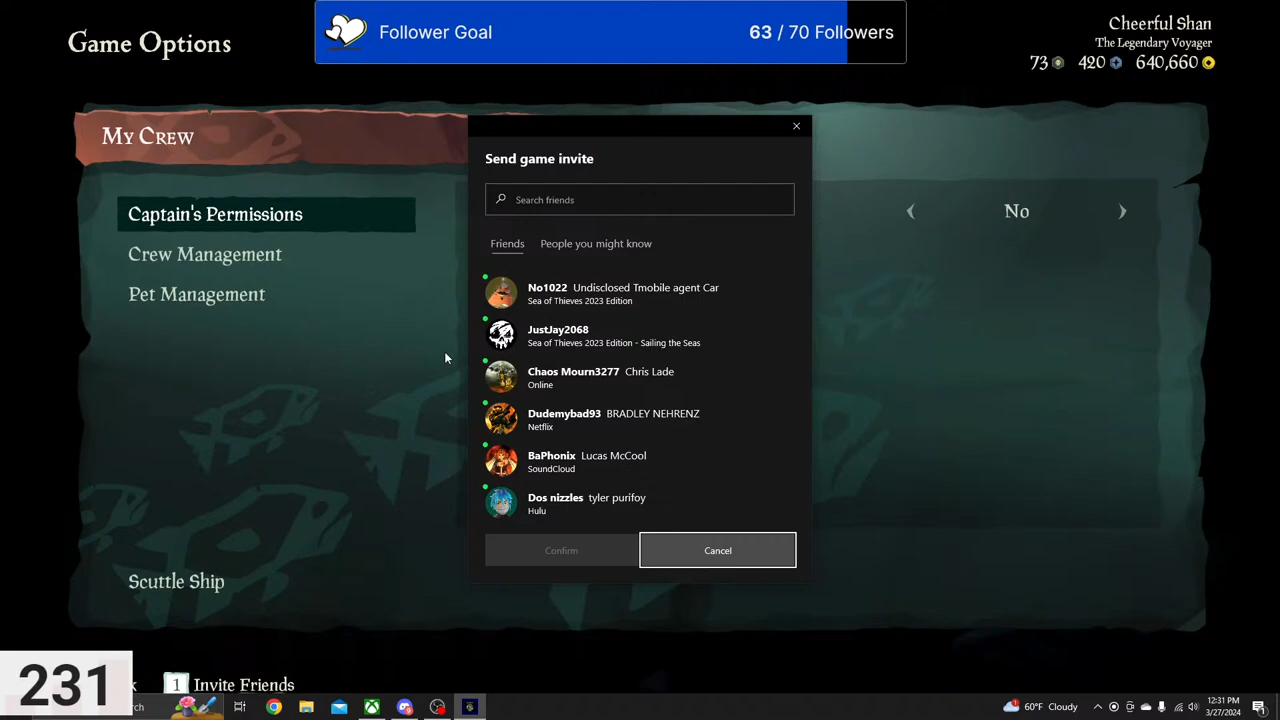 Game Options
Follower Goal
63 / 70 Followers
Cheerful Shan
The Legendary Voyager
73 420 640,660
My Crew
Send game invite
Search friends
Captain's Permissions
No
Friends People you might know
Crew Management
Pet Management
No1022 Undisclosed Tmobile agent Car
Sea of Thieves 2023 Edition
JustJay2068
Sea of Thieves 2023 Edition - Sailing the Seas
Chaos Mourn3277 Chris Lade
Online
Dudemybad93 BRADLEY NEHRENZ
Netflix
BaPhonix Lucas McCool
SoundCloud
Dos nizzles tyler purifoy
Hulu
Confirm Cancel
Scuttle Ship
231
1 Invite Friends
60°F Cloudy
12:31 PM
3/27/2024